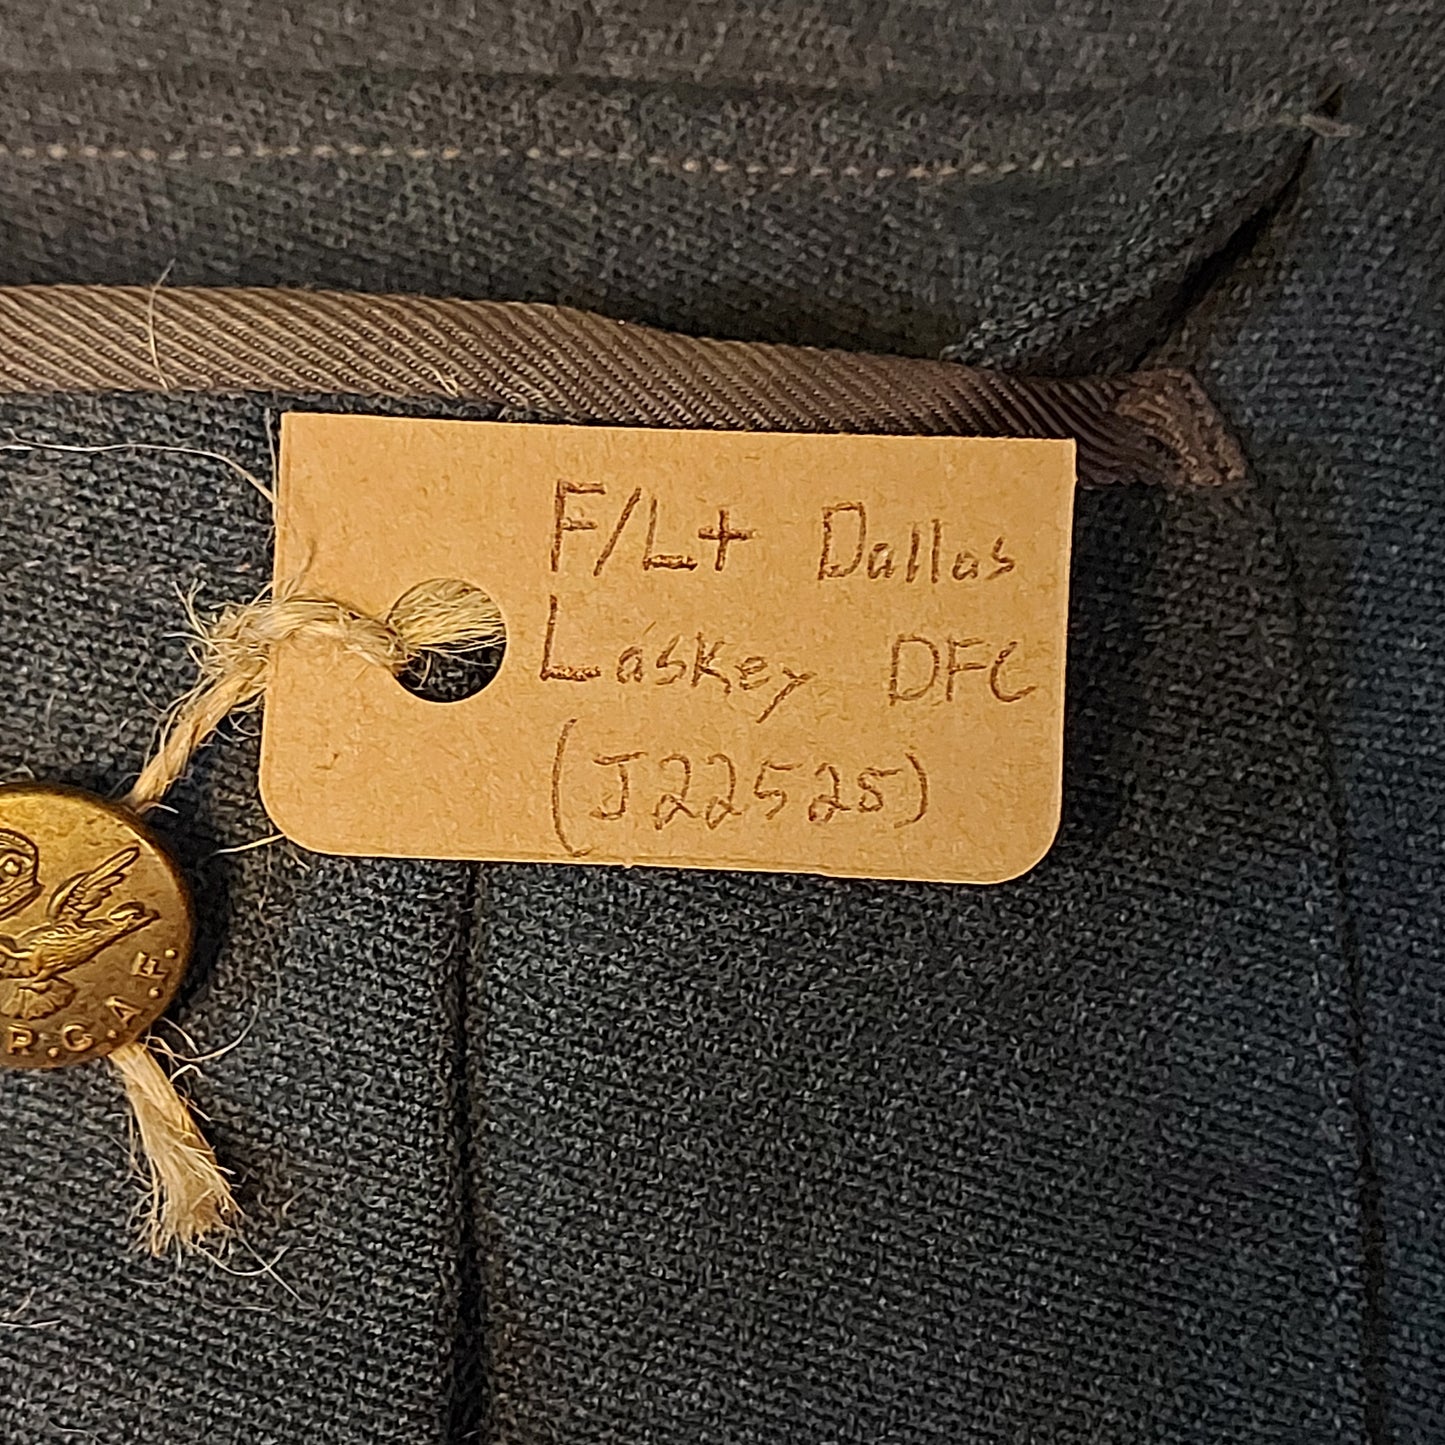 F/Lt Dallas
Laskey DFC
(J22525)
R.C.A.F.